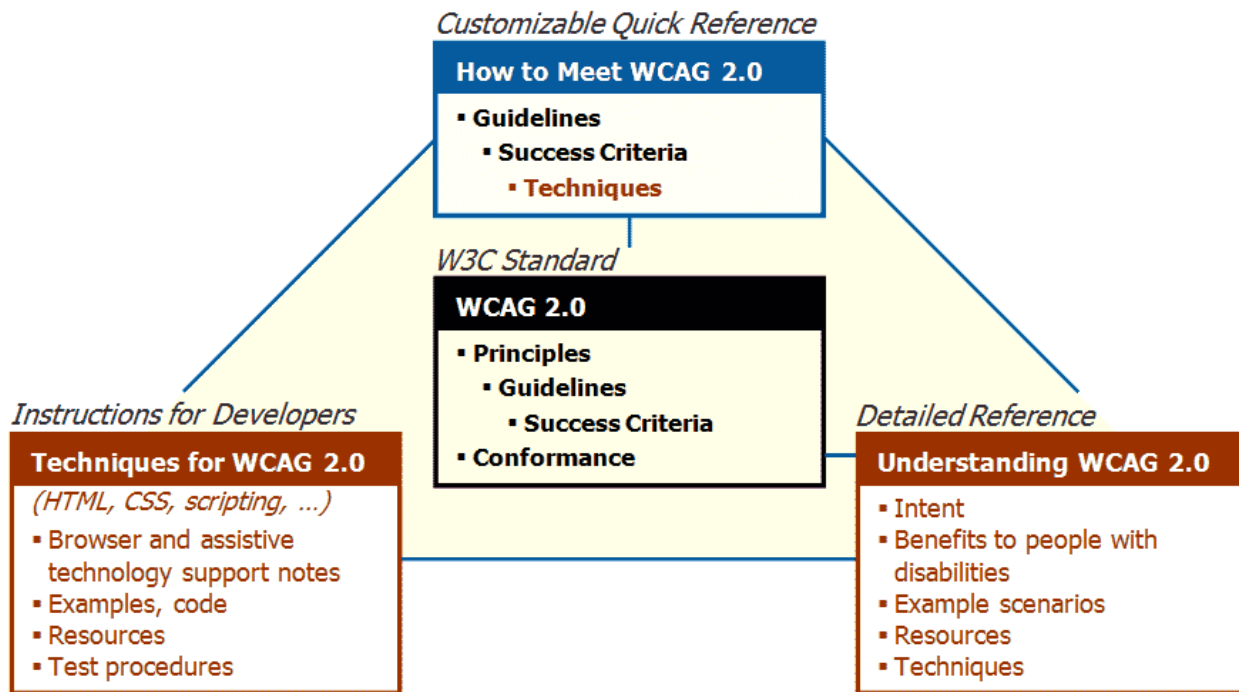 Customizable Quick Reference
How to Meet WCAG 2.0
▪ Guidelines
▪ Success Criteria
▪ Techniques
W3C Standard
WCAG 2.0
▪ Principles
▪ Guidelines
▪ Success Criteria
▪ Conformance
Instructions for Developers
Techniques for WCAG 2.0
(HTML, CSS, scripting, ...)
▪ Browser and assistive
technology support notes
▪ Examples, code
▪ Resources
▪ Test procedures
Detailed Reference
Understanding WCAG 2.0
▪ Intent
▪ Benefits to people with
disabilities
▪ Example scenarios
▪ Resources
▪ Techniques